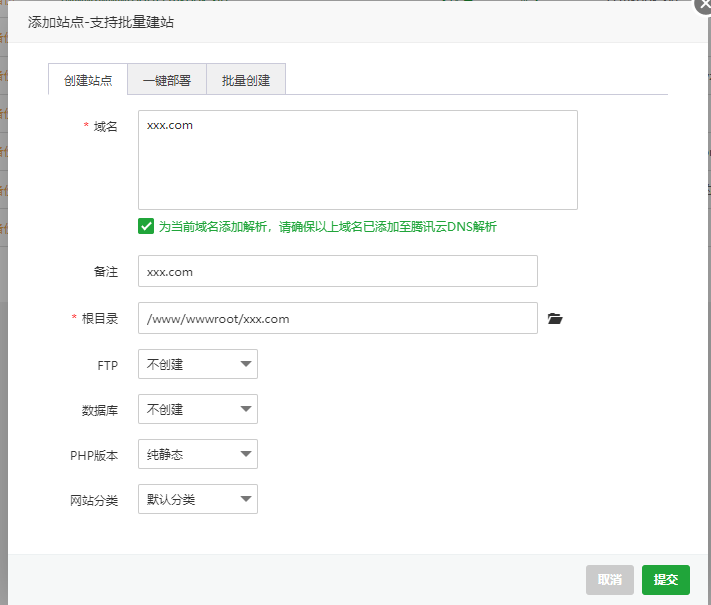 添加站点-支持批量建站
创建站点 一键部署 批量创建
* 域名 xxx.com
为当前域名添加解析，请确保以上域名已添加至腾讯云DNS解析
备注 xxx.com
* 根目录 /www/wwwroot/xxx.com
FTP 不创建
数据库 不创建
PHP版本 纯静态
网站分类 默认分类
取消 提交